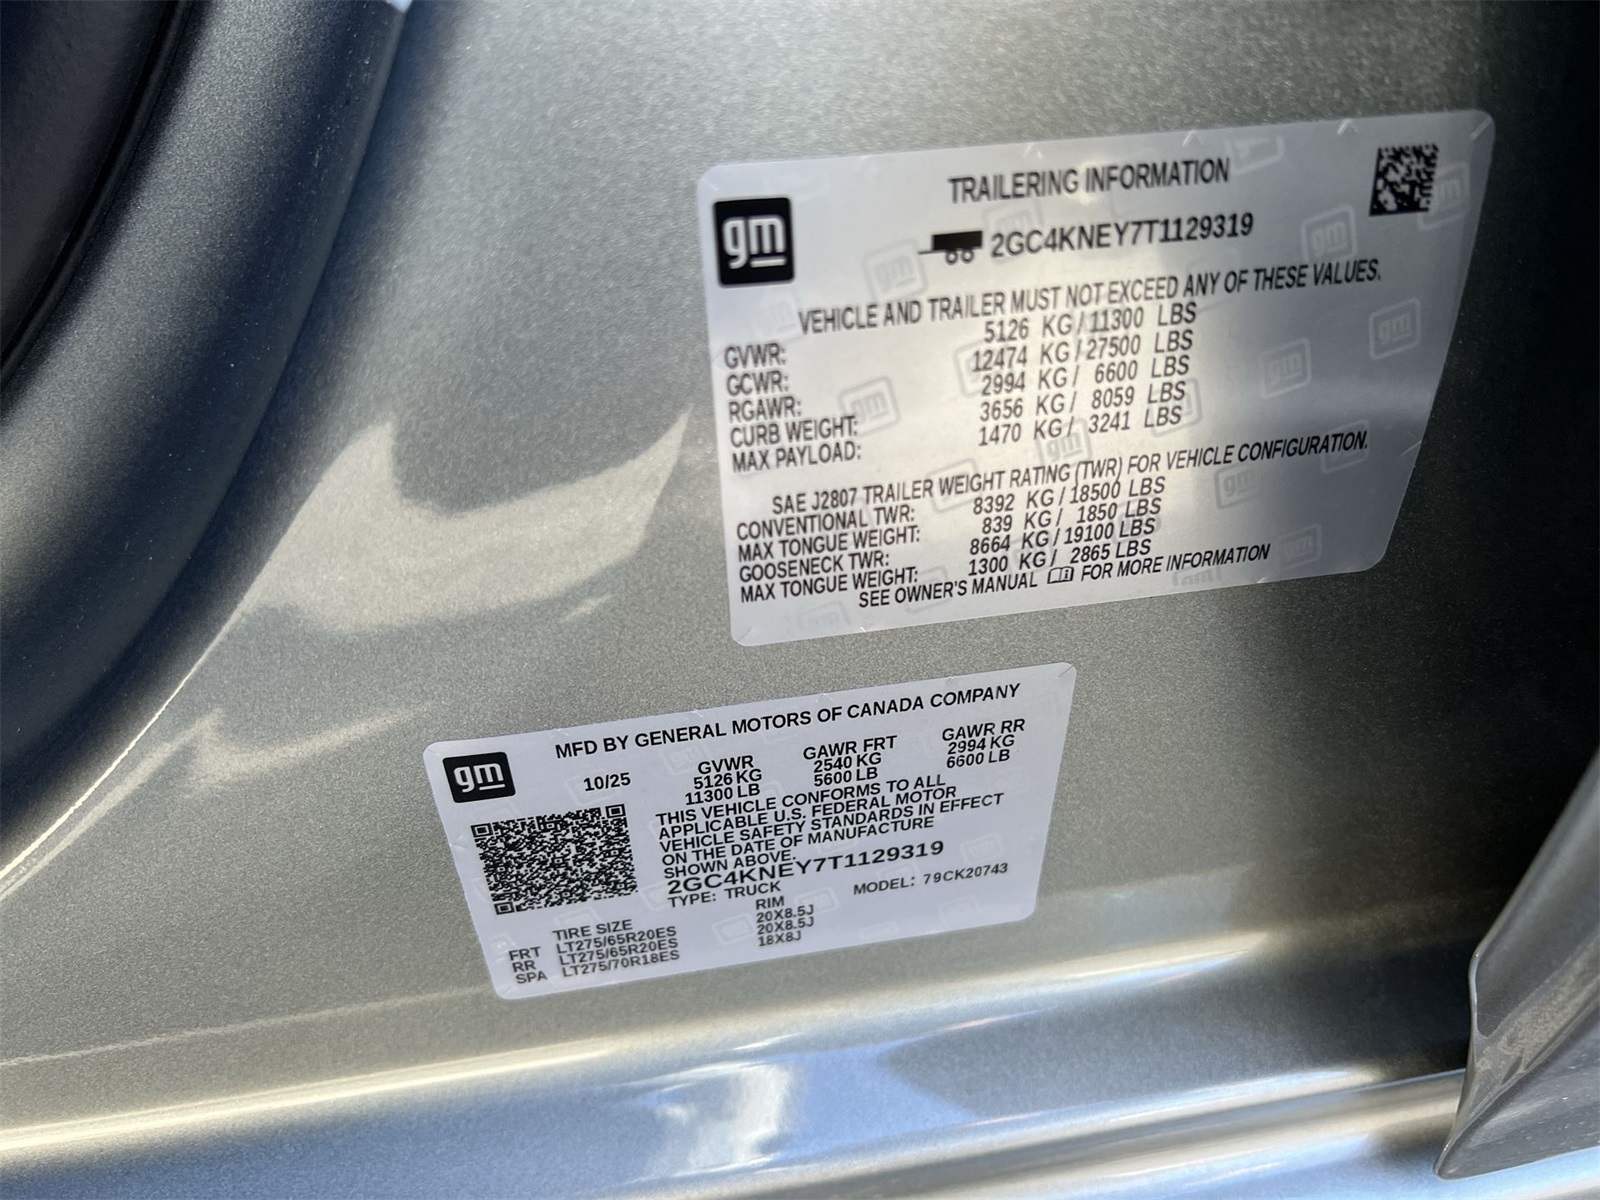 gm
TRAILERING INFORMATION
2GC4KNEY7T1129319
VEHICLE AND TRAILER MUST NOT EXCEED ANY OF THESE VALUES.
GVWR: 5126 KG/11300 LBS
GCWR: 12474 KG/27500 LBS
RGAWR: 2994 KG/ 6600 LBS
CURB WEIGHT: 3656 KG/ 8059 LBS
MAX PAYLOAD: 1470 KG/ 3241 LBS
SAE J2807 TRAILER WEIGHT RATING (TWR) FOR VEHICLE CONFIGURATION.
CONVENTIONAL TWR: 8392 KG/18500 LBS
MAX TONGUE WEIGHT: 839 KG/ 1850 LBS
GOOSENECK TWR: 8664 KG/19100 LBS
MAX TONGUE WEIGHT: 1300 KG/ 2865 LBS
SEE OWNER'S MANUAL FOR MORE INFORMATION
gm
MFD BY GENERAL MOTORS OF CANADA COMPANY
10/25 GVWR GAWR FRT GAWR RR
5126 KG 2540 KG 2994 KG
11300 LB 5600 LB 6600 LB
THIS VEHICLE CONFORMS TO ALL
APPLICABLE U.S. FEDERAL MOTOR
VEHICLE SAFETY STANDARDS IN EFFECT
ON THE DATE OF MANUFACTURE
SHOWN ABOVE.
2GC4KNEY7T1129319
TYPE: TRUCK MODEL: 79CK20743
TIRE SIZE RIM
FRT LT275/65R20ES 20X8.5J
RR LT275/65R20ES 20X8.5J
SPA LT275/70R18ES 18X8J